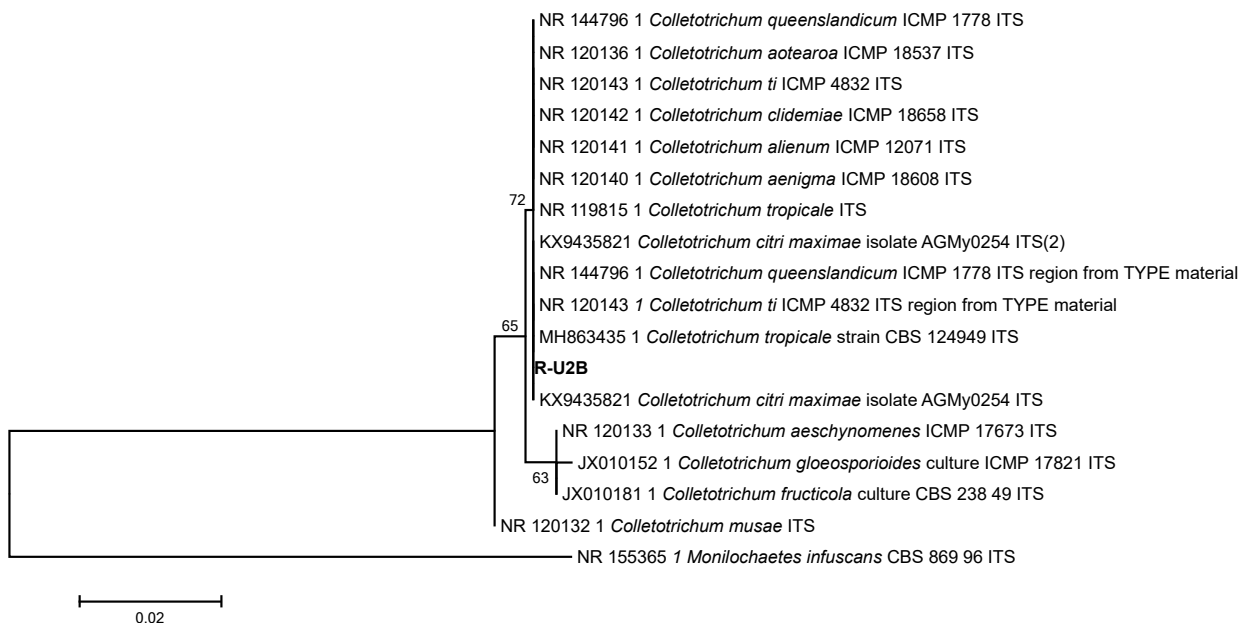 NR 144796 1 Colletotrichum queenslandicum ICMP 1778 ITS
NR 120136 1 Colletotrichum aotearoa ICMP 18537 ITS
NR 120143 1 Colletotrichum ti ICMP 4832 ITS
NR 120142 1 Colletotrichum clidemiae ICMP 18658 ITS
NR 120141 1 Colletotrichum alienum ICMP 12071 ITS
NR 120140 1 Colletotrichum aenigma ICMP 18608 ITS
72
NR 119815 1 Colletotrichum tropicale ITS
KX9435821 Colletotrichum citri maximae isolate AGMy0254 ITS(2)
NR 144796 1 Colletotrichum queenslandicum ICMP 1778 ITS region from TYPE material
NR 120143 1 Colletotrichum ti ICMP 4832 ITS region from TYPE material
65
MH863435 1 Colletotrichum tropicale strain CBS 124949 ITS
R-U2B
KX9435821 Colletotrichum citri maximae isolate AGMy0254 ITS
NR 120133 1 Colletotrichum aeschynomenes ICMP 17673 ITS
JX010152 1 Colletotrichum gloeosporioides culture ICMP 17821 ITS
63
JX010181 1 Colletotrichum fructicola culture CBS 238 49 ITS
NR 120132 1 Colletotrichum musae ITS
NR 155365 1 Monilochaetes infuscans CBS 869 96 ITS
0.02